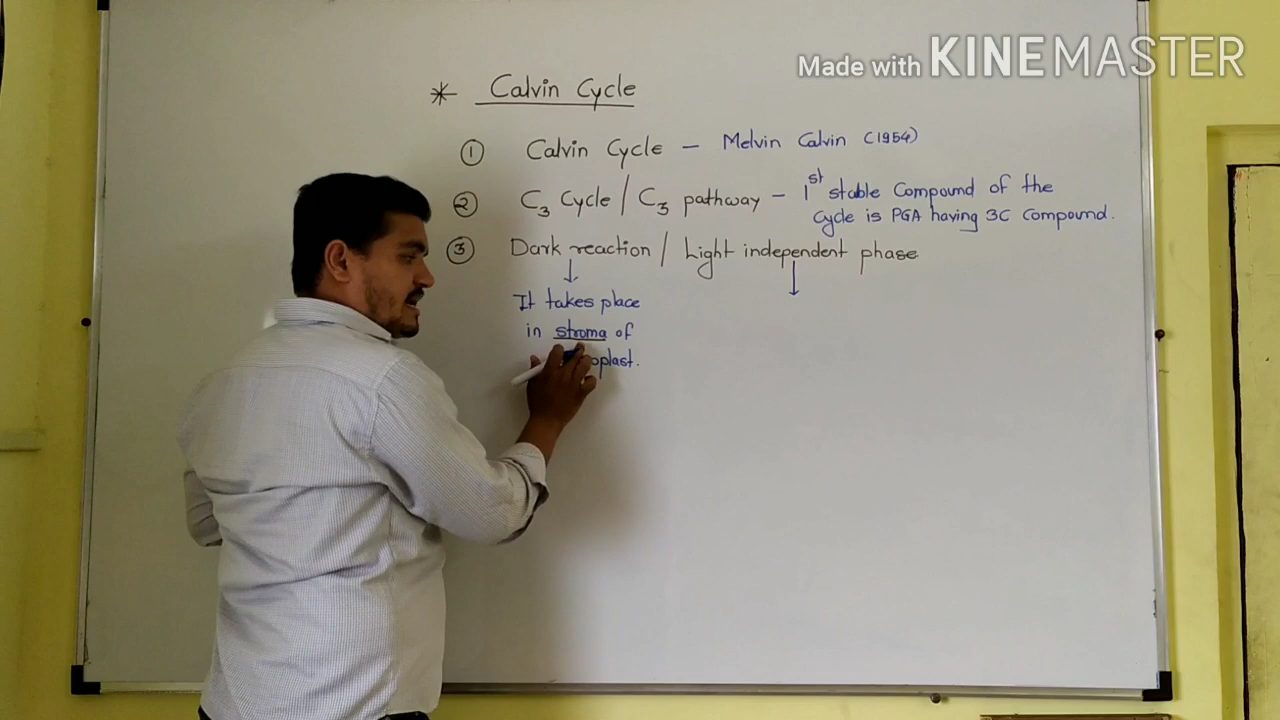 Made with KINEMASTER
* Calvin Cycle
① Calvin Cycle – Melvin Calvin (1954)
② C₃ Cycle / C₃ pathway – 1st stable Compound of the
Cycle is PGA having 3C Compound.
③ Dark reaction / Light independent phase
It takes place
in stroma of